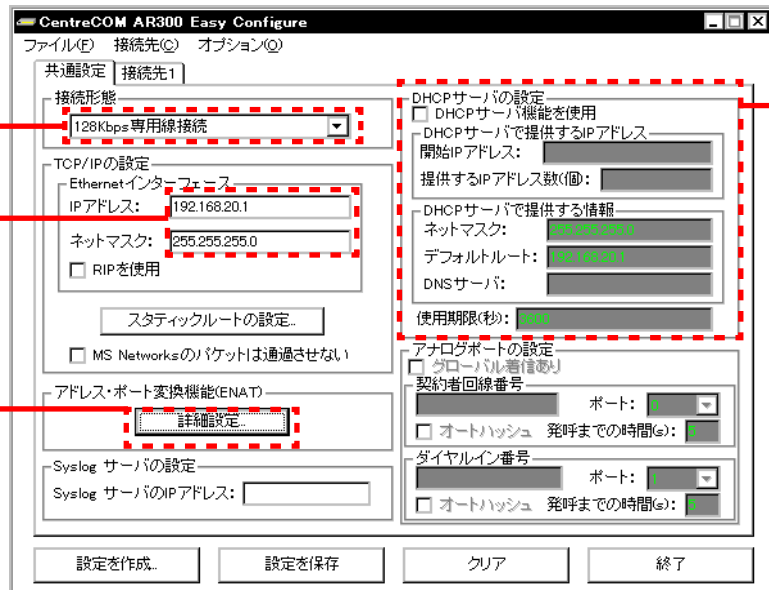 CentreCOM AR300 Easy Configure
ファイル(F) 接続先(C) オプション(O)
共通設定 接続先1
接続形態
128Kbps専用線接続
TCP/IPの設定
Ethernetインターフェース
IPアドレス: 192.168.20.1
ネットマスク: 255.255.255.0
RIPを使用
スタティックルートの設定...
MS Networksのパケットは通過させない
アドレス・ポート変換機能(ENAT)
詳細設定...
Syslog サーバの設定
Syslog サーバのIPアドレス:
DHCPサーバの設定
DHCPサーバ機能を使用
DHCPサーバで提供するIPアドレス
開始IPアドレス:
提供するIPアドレス数(個):
DHCPサーバで提供する情報
ネットマスク: 255.255.255.0
デフォルトルート: 192.168.20.1
DNSサーバ:
使用期限(秒): 3600
アナログポートの設定
グローバル着信あり
契約者回線番号
ポート: 0
オートハッシュ 発呼までの時間(s): 5
ダイヤルイン番号
ポート: 1
オートハッシュ 発呼までの時間(s): 5
設定を作成... 設定を保存 クリア 終了